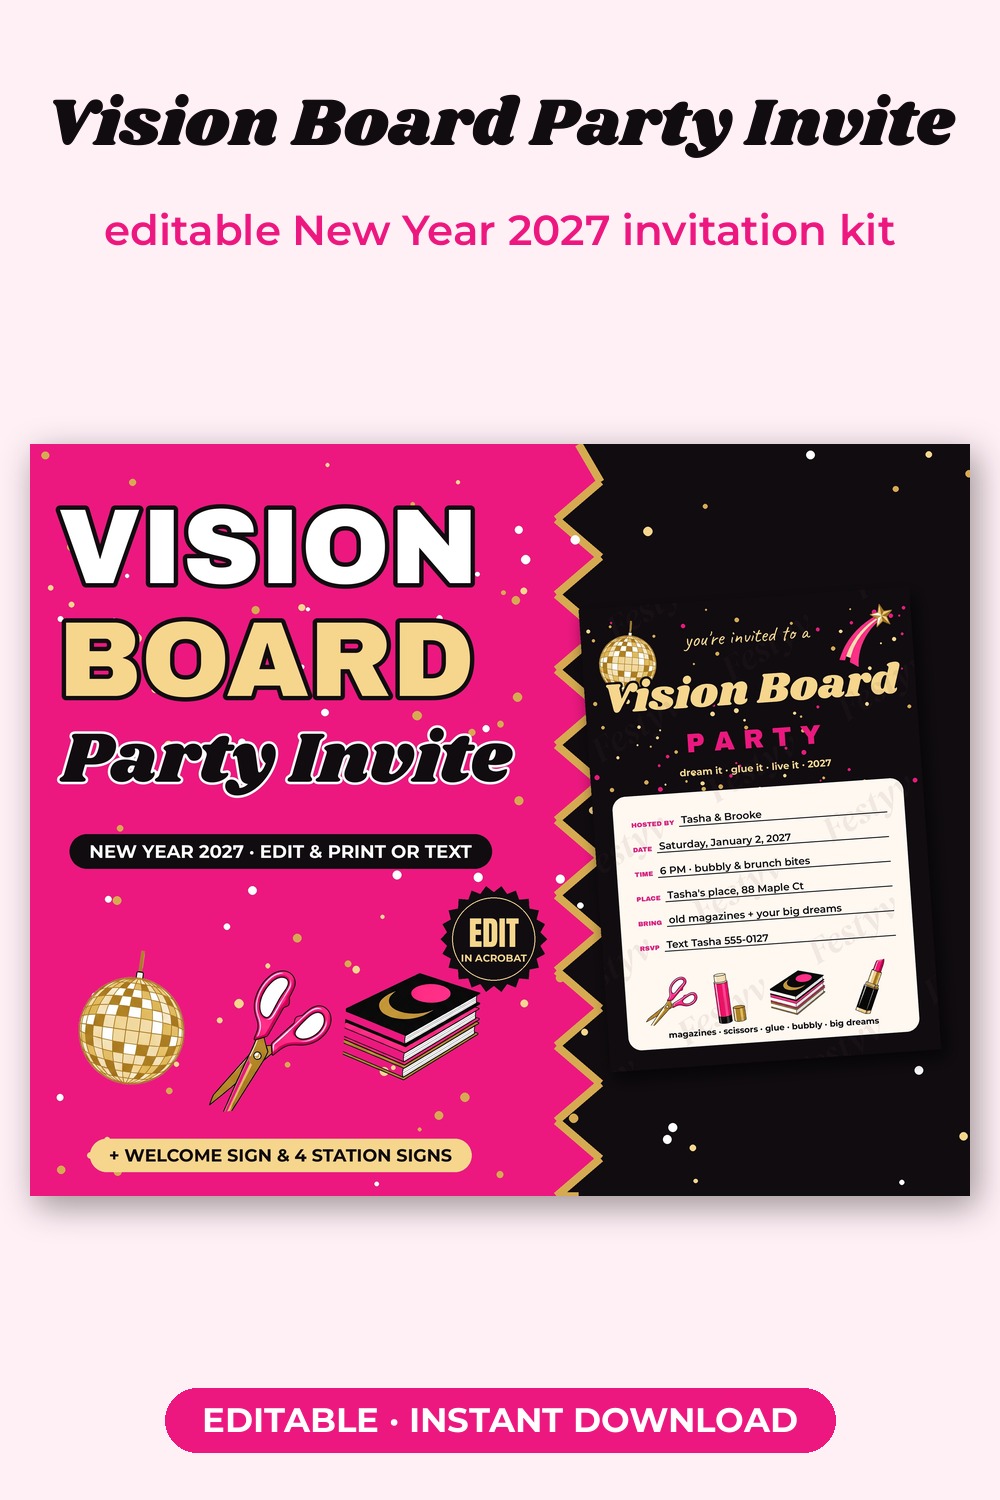 Vision Board Party Invite
editable New Year 2027 invitation kit
VISION
BOARD
Party Invite
NEW YEAR 2027 · EDIT & PRINT OR TEXT
EDIT
IN ACROBAT
+ WELCOME SIGN & 4 STATION SIGNS
you're invited to a
Vision Board
PARTY
dream it · glue it · live it · 2027
HOSTED BY Tasha & Brooke
DATE Saturday, January 2, 2027
TIME 6 PM · bubbly & brunch bites
PLACE Tasha's place, 88 Maple Ct
BRING old magazines + your big dreams
RSVP Text Tasha 555-0127
magazines · scissors · glue · bubbly · big dreams
EDITABLE · INSTANT DOWNLOAD